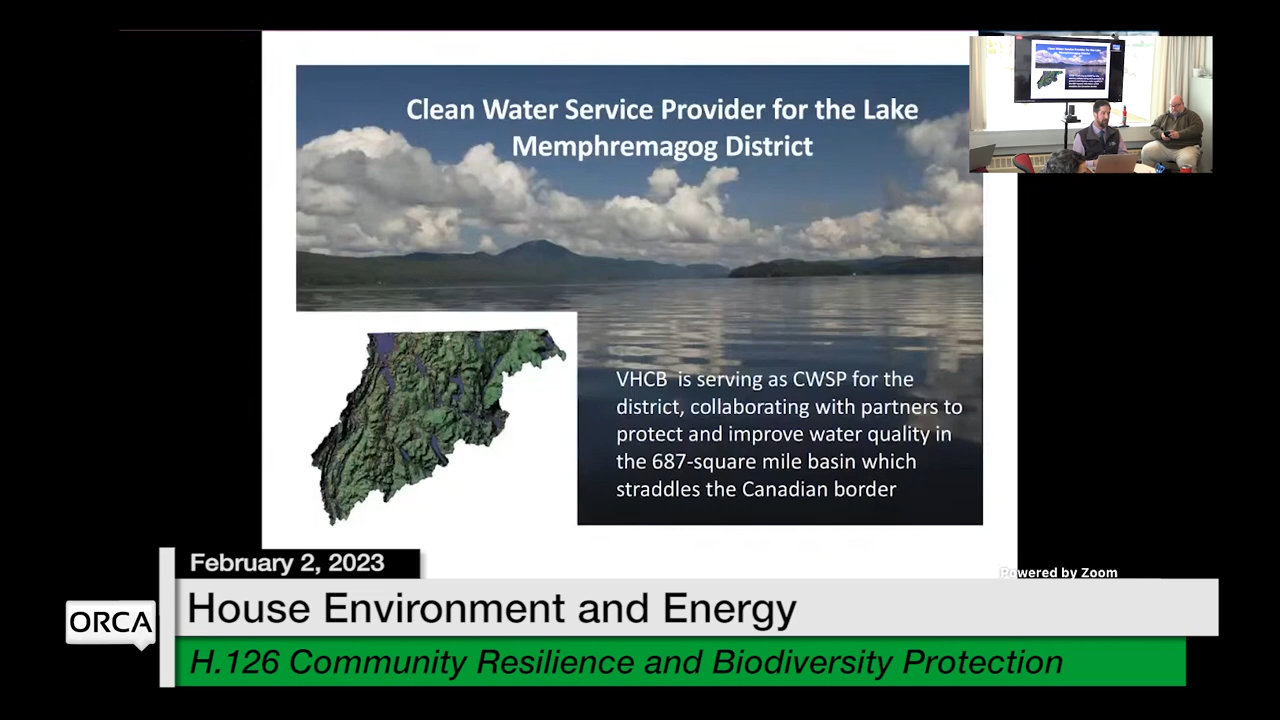 Clean Water Service Provider for the Lake
Memphremagog District
VHCB is serving as CWSP for the
district, collaborating with partners to
protect and improve water quality in
the 687-square mile basin which
straddles the Canadian border
February 2, 2023
Powered by Zoom
ORCA
House Environment and Energy
H.126 Community Resilience and Biodiversity Protection